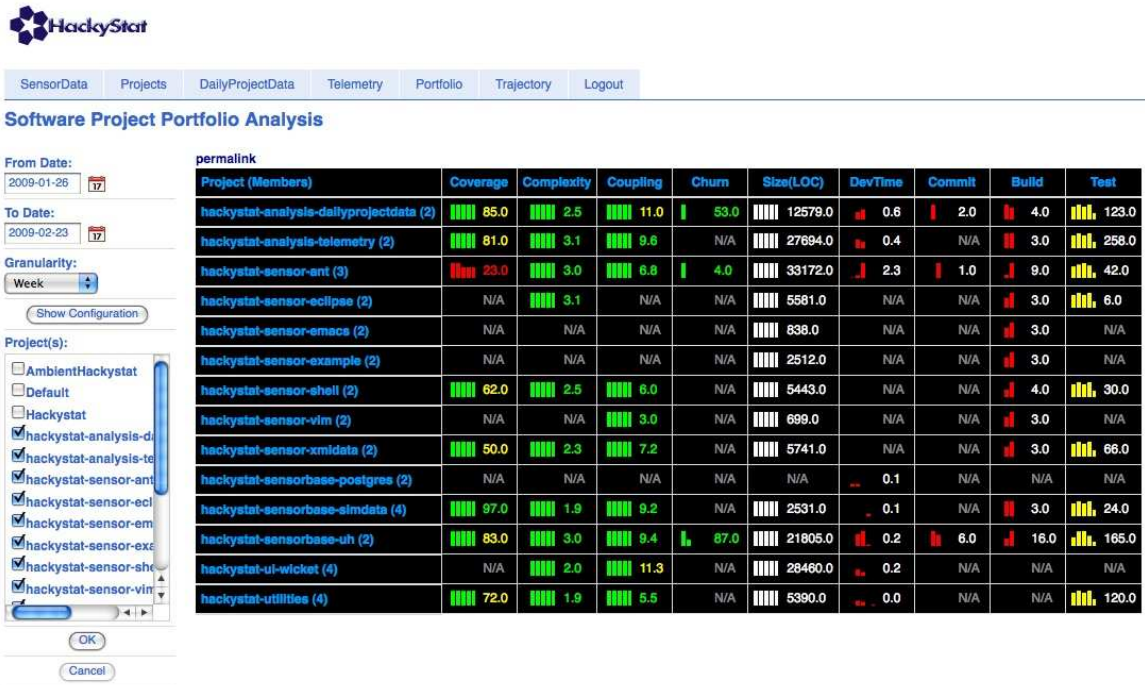 HackyStat
SensorData Projects DailyProjectData Telemetry Portfolio Trajectory Logout
Software Project Portfolio Analysis
From Date:
2009-01-26 17
To Date:
2009-02-23 17
Granularity:
Week
Show Configuration
Project(s):
AmbientHackystat
Default
Hackystat
hackystat-analysis-da
hackystat-analysis-te
hackystat-sensor-ant
hackystat-sensor-ecl
hackystat-sensor-em
hackystat-sensor-exa
hackystat-sensor-she
hackystat-sensor-vim
OK
Cancel
permalink
Project (Members) Coverage Complexity Coupling Churn Size(LOC) DevTime Commit Build Test
hackystat-analysis-dailyprojectdata (2) 85.0 2.5 11.0 53.0 12579.0 0.6 2.0 4.0 123.0
hackystat-analysis-telemetry (2) 81.0 3.1 9.6 N/A 27694.0 0.4 N/A 3.0 258.0
hackystat-sensor-ant (3) 23.0 3.0 6.8 4.0 33172.0 2.3 1.0 9.0 42.0
hackystat-sensor-eclipse (2) N/A 3.1 N/A N/A 5581.0 N/A N/A 3.0 6.0
hackystat-sensor-emacs (2) N/A N/A N/A N/A 838.0 N/A N/A 3.0 N/A
hackystat-sensor-example (2) N/A N/A N/A N/A 2512.0 N/A N/A 3.0 N/A
hackystat-sensor-shell (2) 62.0 2.5 6.0 N/A 5443.0 N/A N/A 4.0 30.0
hackystat-sensor-vim (2) N/A N/A 3.0 N/A 699.0 N/A N/A 3.0 N/A
hackystat-sensor-xmldata (2) 50.0 2.3 7.2 N/A 5741.0 N/A N/A 3.0 66.0
hackystat-sensorbase-postgres (2) N/A N/A N/A N/A N/A 0.1 N/A N/A N/A
hackystat-sensorbase-simdata (4) 97.0 1.9 9.2 N/A 2531.0 0.1 N/A 3.0 24.0
hackystat-sensorbase-uh (2) 83.0 3.0 9.4 87.0 21805.0 0.2 6.0 16.0 165.0
hackystat-ui-wicket (4) N/A 2.0 11.3 N/A 28460.0 0.2 N/A N/A N/A
hackystat-utilities (4) 72.0 1.9 5.5 N/A 5390.0 0.0 N/A N/A 120.0